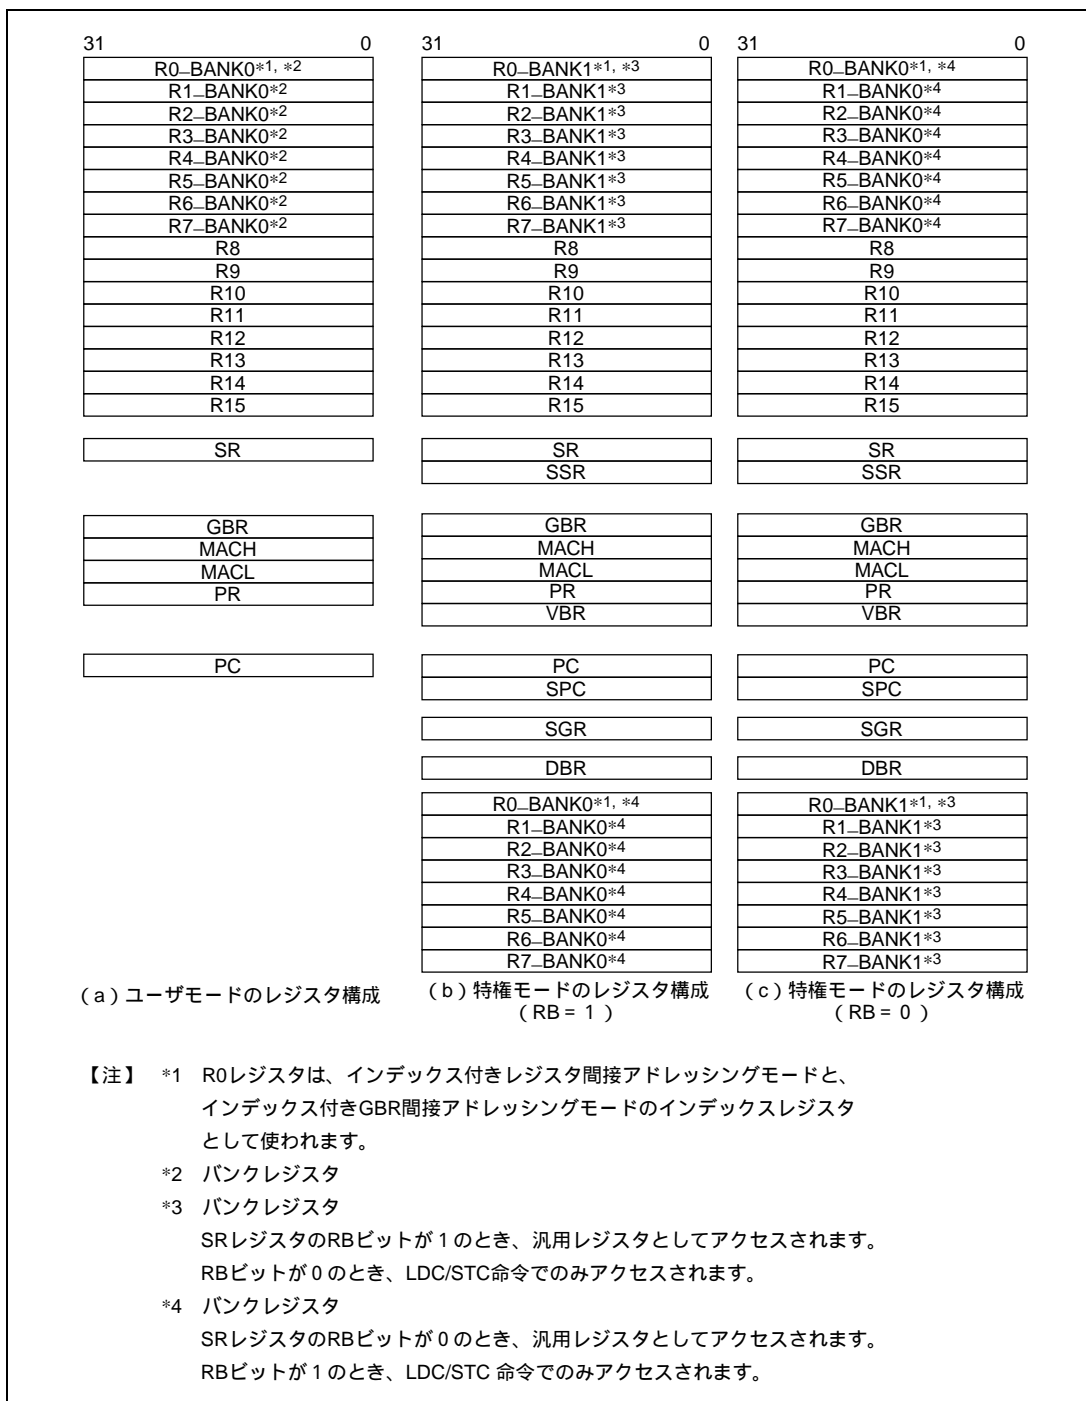 31 0 31 0 31 0
R0_BANK0*1, *2 R0_BANK1*1, *3 R0_BANK0*1, *4
R1_BANK0*2 R1_BANK1*3 R1_BANK0*4
R2_BANK0*2 R2_BANK1*3 R2_BANK0*4
R3_BANK0*2 R3_BANK1*3 R3_BANK0*4
R4_BANK0*2 R4_BANK1*3 R4_BANK0*4
R5_BANK0*2 R5_BANK1*3 R5_BANK0*4
R6_BANK0*2 R6_BANK1*3 R6_BANK0*4
R7_BANK0*2 R7_BANK1*3 R7_BANK0*4
R8 R8 R8
R9 R9 R9
R10 R10 R10
R11 R11 R11
R12 R12 R12
R13 R13 R13
R14 R14 R14
R15 R15 R15
SR SR SR
SSR SSR
GBR GBR GBR
MACH MACH MACH
MACL MACL MACL
PR PR PR
VBR VBR
PC PC PC
SPC SPC
SGR SGR
DBR DBR
R0_BANK0*1, *4 R0_BANK1*1, *3
R1_BANK0*4 R1_BANK1*3
R2_BANK0*4 R2_BANK1*3
R3_BANK0*4 R3_BANK1*3
R4_BANK0*4 R4_BANK1*3
R5_BANK0*4 R5_BANK1*3
R6_BANK0*4 R6_BANK1*3
R7_BANK0*4 R7_BANK1*3
(a)ユーザモードのレジスタ構成 (b)特権モードのレジスタ構成 (c)特権モードのレジスタ構成
(RB = 1) (RB = 0)
【注】 *1 R0レジスタは、インデックス付きレジスタ間接アドレッシングモードと、
インデックス付きGBR間接アドレッシングモードのインデックスレジスタ
として使われます。
*2 バンクレジスタ
*3 バンクレジスタ
SRレジスタのRBビットが1のとき、汎用レジスタとしてアクセスされます。
RBビットが0のとき、LDC/STC命令でのみアクセスされます。
*4 バンクレジスタ
SRレジスタのRBビットが0のとき、汎用レジスタとしてアクセスされます。
RBビットが1のとき、LDC/STC 命令でのみアクセスされます。